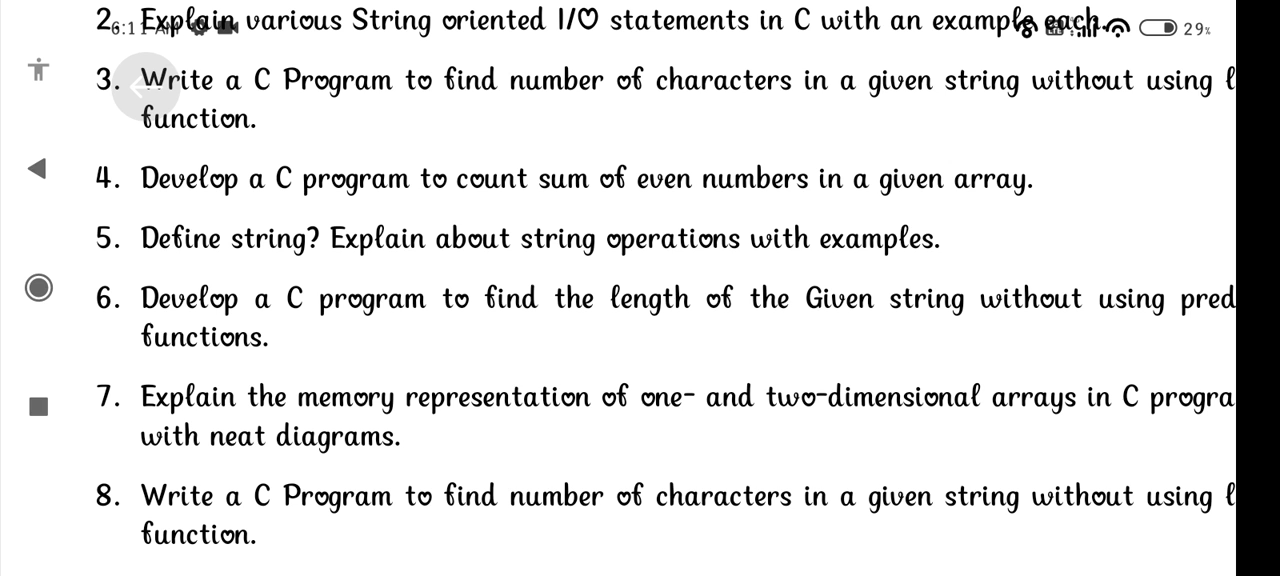 2. Explain various String oriented I/O statements in C with an example each.
29%
3. Write a C Program to find number of characters in a given string without using
function.
4. Develop a C program to count sum of even numbers in a given array.
5. Define string? Explain about string operations with examples.
6. Develop a C program to find the length of the Given string without using pred
functions.
7. Explain the memory representation of one- and two-dimensional arrays in C progra
with neat diagrams.
8. Write a C Program to find number of characters in a given string without using
function.